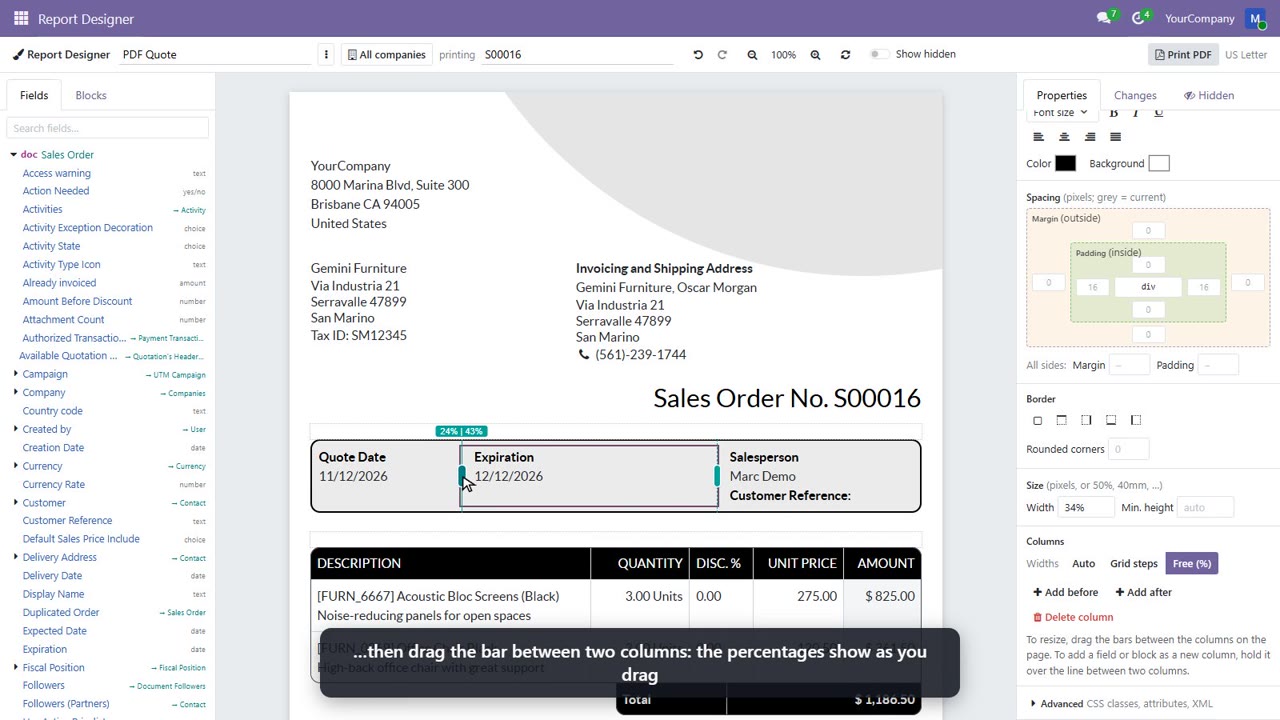 Report Designer
7
4
YourCompany
M
Report Designer
PDF Quote
All companies
printing
S00016
100%
Show hidden
Print PDF
US Letter
Fields
Blocks
Search fields...
doc Sales Order
Access warning text
Action Needed yes/no
Activities → Activity
Activity Exception Decoration choice
Activity State choice
Activity Type Icon text
Already invoiced number
Amount Before Discount number
Attachment Count number
Authorized Transactio... → Payment Transacti...
Available Quotation ... → Quotation's Header...
Campaign → UTM Campaign
Company → Companies
Country code text
Created by → User
Creation Date date
Currency → Currency
Currency Rate number
Customer → Contact
Customer Reference text
Default Sales Price Include choice
Delivery Address → Contact
Delivery Date date
Display Name text
Duplicated Order → Sales Order
Expected Date date
Expiration date
Fiscal Position → Fiscal Position
Followers → Document Followers
Followers (Partners) → Contact
YourCompany
8000 Marina Blvd, Suite 300
Brisbane CA 94005
United States
Gemini Furniture
Via Industria 21
Serravalle 47899
San Marino
Tax ID: SM12345
Invoicing and Shipping Address
Gemini Furniture, Oscar Morgan
Via Industria 21
Serravalle 47899
San Marino
(561)-239-1744
Sales Order No. S00016
24% | 43%
Quote Date
11/12/2026
Expiration
12/12/2026
Salesperson
Marc Demo
Customer Reference:
DESCRIPTION QUANTITY DISC. % UNIT PRICE AMOUNT
[FURN_6667] Acoustic Bloc Screens (Black) 3.00 Units 0.00 275.00 $ 825.00
Noise-reducing panels for open spaces
High-back office chair with great support
...then drag the bar between two columns: the percentages show as you
drag
Total $ 1,186.50
Properties
Changes
Hidden
Font size B I U
Color
Background
Spacing (pixels; grey = current)
Margin (outside)
0
Padding (inside)
0
0 16 div 16 0
0
0
All sides: Margin – Padding –
Border
Rounded corners 0
Size (pixels, or 50%, 40mm, ...)
Width 34% Min. height auto
Columns
Widths Auto Grid steps Free (%)
Add before Add after
Delete column
To resize, drag the bars between the columns on the
page. To add a field or block as a new column, hold it
over the line between two columns.
Advanced CSS classes, attributes, XML